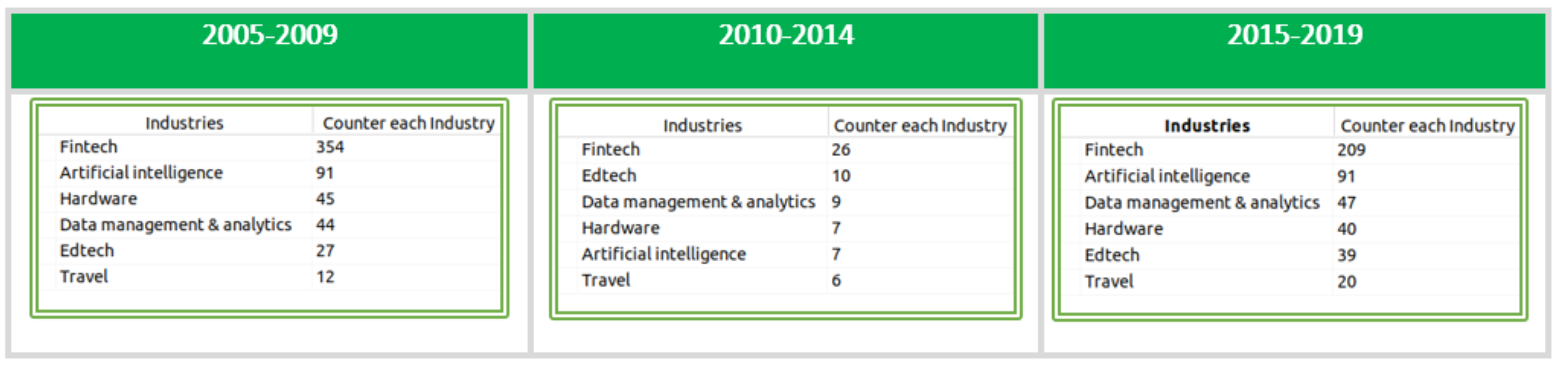 2005-2009 2010-2014 2015-2019
Industries Counter each Industry
Fintech 354
Artificial intelligence 91
Hardware 45
Data management & analytics 44
Edtech 27
Travel 12
Industries Counter each Industry
Fintech 26
Edtech 10
Data management & analytics 9
Hardware 7
Artificial intelligence 7
Travel 6
Industries Counter each Industry
Fintech 209
Artificial intelligence 91
Data management & analytics 47
Hardware 40
Edtech 39
Travel 20